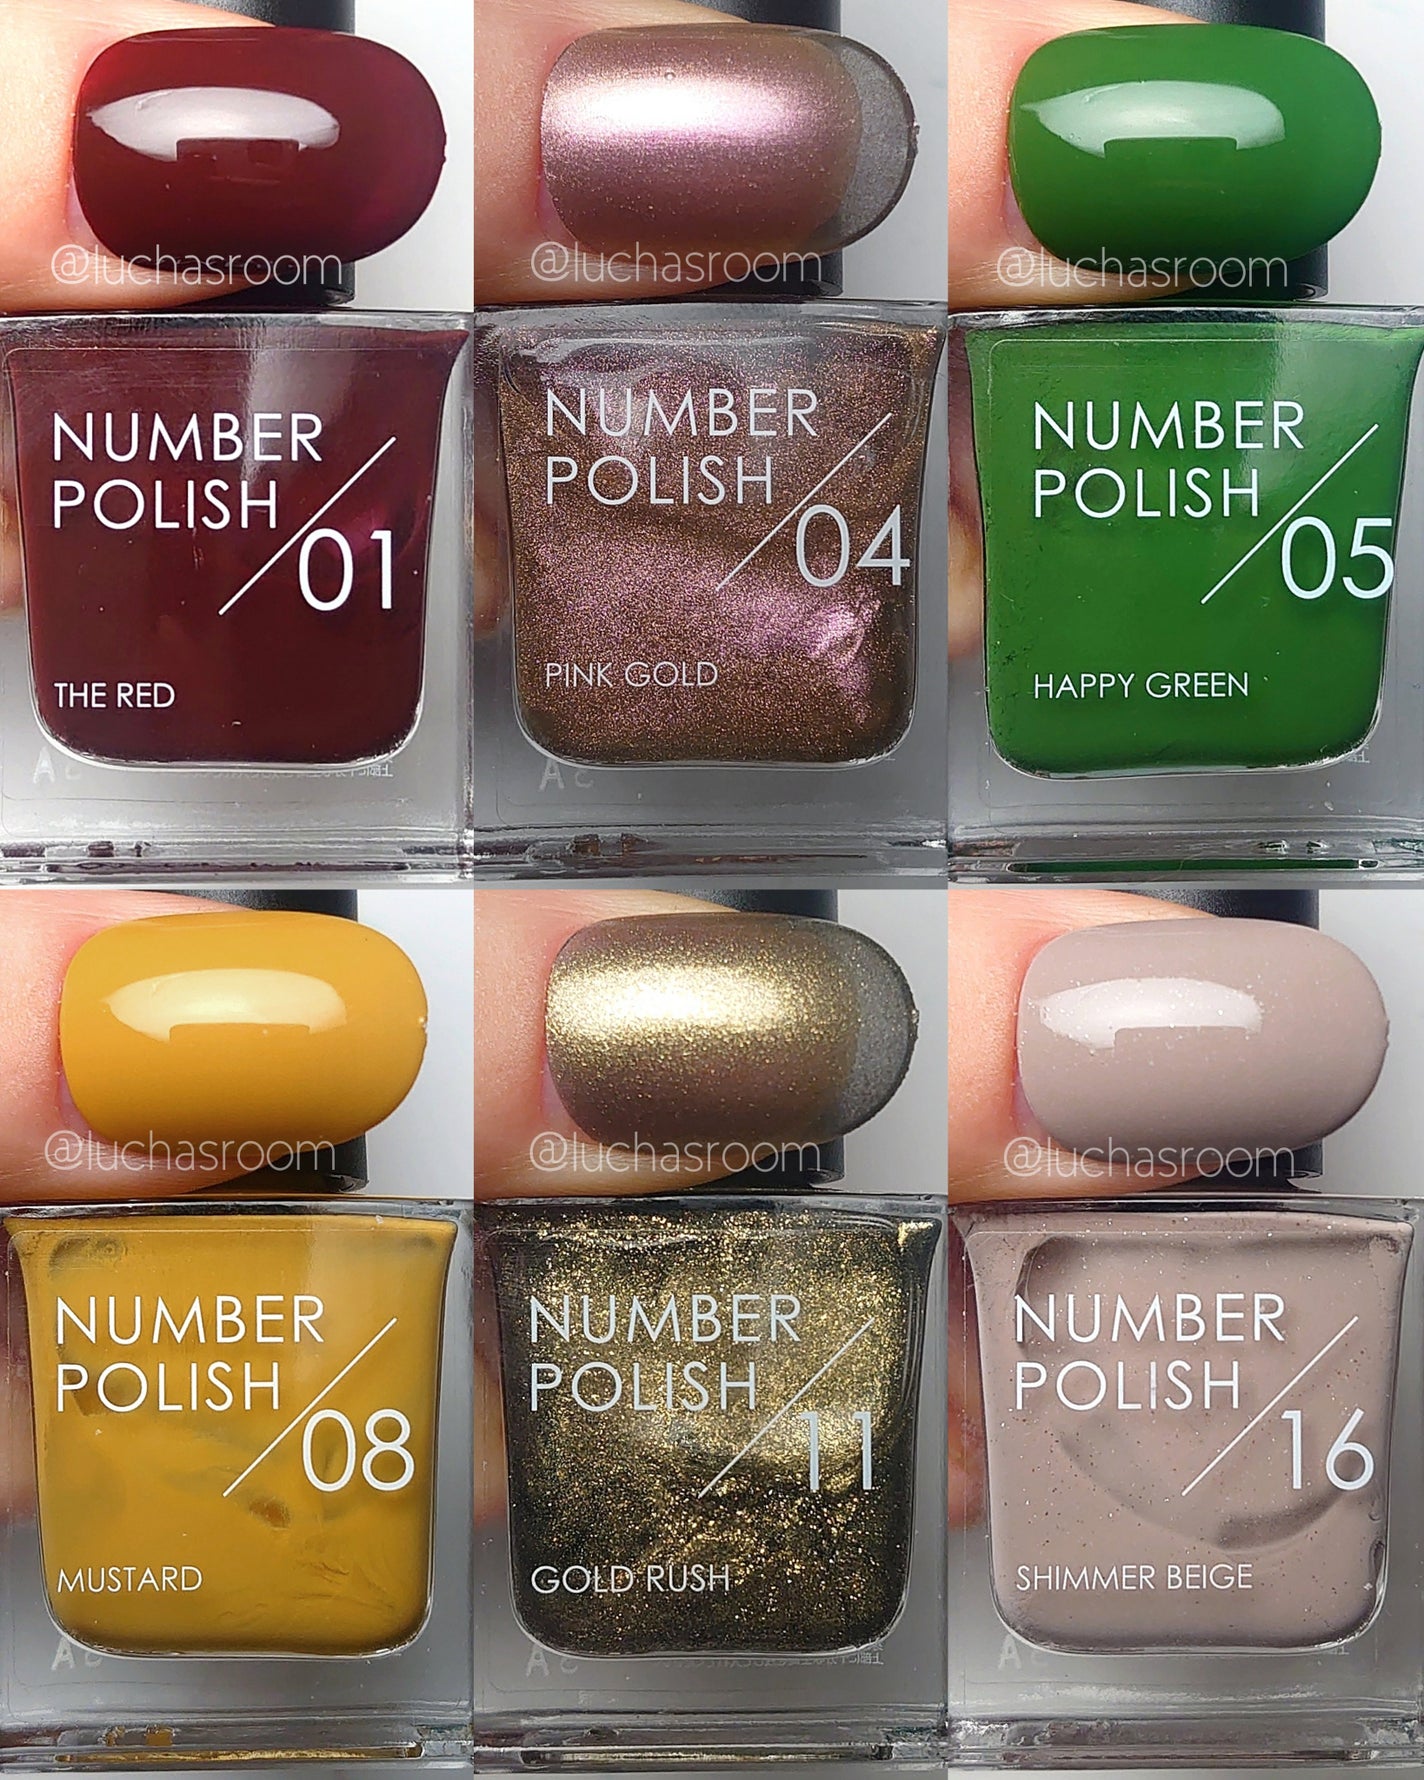 @luchasroom
NUMBER
POLISH
01
THE RED
@luchasroom
NUMBER
POLISH
04
PINK GOLD
@luchasroom
NUMBER
POLISH
05
HAPPY GREEN
@luchasroom
NUMBER
POLISH
08
MUSTARD
@luchasroom
NUMBER
POLISH
11
GOLD RUSH
@luchasroom
NUMBER
POLISH
16
SHIMMER BEIGE